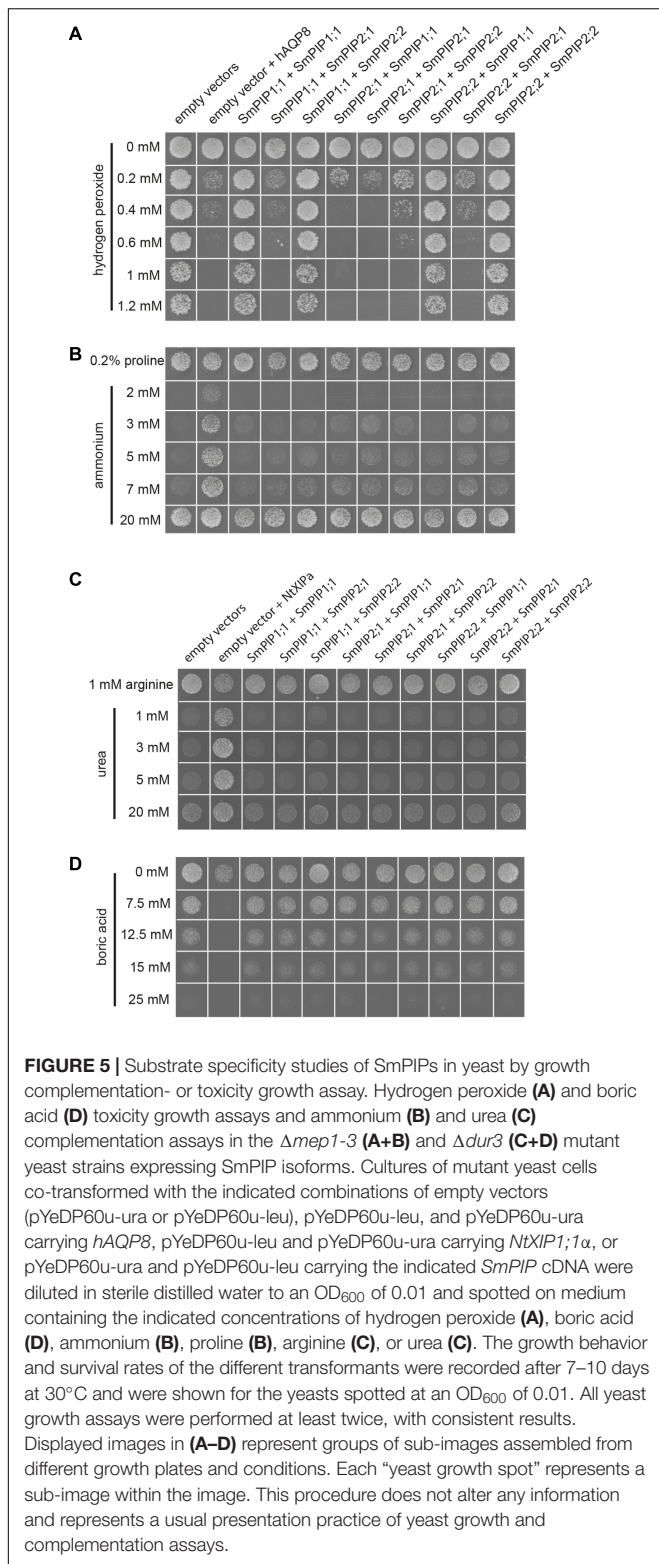 A
empty vectors
empty vector + hAQP8
SmPIP1;1 + SmPIP1;1
SmPIP1;1 + SmPIP2;1
SmPIP1;1 + SmPIP2;2
SmPIP2;1 + SmPIP1;1
SmPIP2;1 + SmPIP2;1
SmPIP2;1 + SmPIP2;2
SmPIP2;2 + SmPIP1;1
SmPIP2;2 + SmPIP2;1
SmPIP2;2 + SmPIP2;2
hydrogen peroxide
0 mM
0.2 mM
0.4 mM
0.6 mM
1 mM
1.2 mM
B
0.2% proline
ammonium
2 mM
3 mM
5 mM
7 mM
20 mM
C
empty vectors
empty vector + NtXIPa
SmPIP1;1 + SmPIP1;1
SmPIP1;1 + SmPIP2;1
SmPIP1;1 + SmPIP2;2
SmPIP2;1 + SmPIP1;1
SmPIP2;1 + SmPIP2;1
SmPIP2;1 + SmPIP2;2
SmPIP2;2 + SmPIP1;1
SmPIP2;2 + SmPIP2;1
SmPIP2;2 + SmPIP2;2
1 mM arginine
urea
1 mM
3 mM
5 mM
20 mM
D
boric acid
0 mM
7.5 mM
12.5 mM
15 mM
25 mM
FIGURE 5 | Substrate specificity studies of SmPIPs in yeast by growth
complementation- or toxicity growth assay. Hydrogen peroxide (A) and boric
acid (D) toxicity growth assays and ammonium (B) and urea (C)
complementation assays in the Δmep1-3 (A+B) and Δdur3 (C+D) mutant
yeast strains expressing SmPIP isoforms. Cultures of mutant yeast cells
co-transformed with the indicated combinations of empty vectors
(pYeDP60u-ura or pYeDP60u-leu), pYeDP60u-leu, and pYeDP60u-ura
carrying hAQP8, pYeDP60u-leu and pYeDP60u-ura carrying NtXIP1;1α, or
pYeDP60u-ura and pYeDP60u-leu carrying the indicated SmPIP cDNA were
diluted in sterile distilled water to an OD600 of 0.01 and spotted on medium
containing the indicated concentrations of hydrogen peroxide (A), boric acid
(D), ammonium (B), proline (B), arginine (C), or urea (C). The growth behavior
and survival rates of the different transformants were recorded after 7–10 days
at 30°C and were shown for the yeasts spotted at an OD600 of 0.01. All yeast
growth assays were performed at least twice, with consistent results.
Displayed images in (A–D) represent groups of sub-images assembled from
different growth plates and conditions. Each “yeast growth spot” represents a
sub-image within the image. This procedure does not alter any information
and represents a usual presentation practice of yeast growth and
complementation assays.